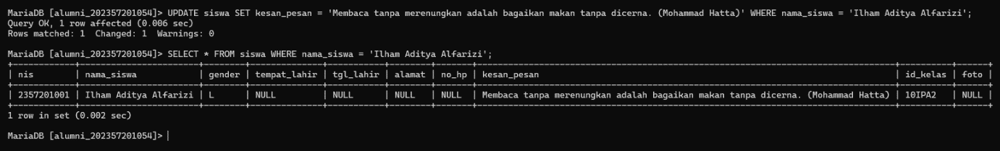 MariaDB [alumni_202357201054]> UPDATE siswa SET kesan_pesan = 'Membaca tanpa merenungkan adalah bagaikan makan tanpa dicerna. (Mohammad Hatta)' WHERE nama_siswa = 'Ilham Aditya Alfarizi';
Query OK, 1 row affected (0.006 sec)
Rows matched: 1  Changed: 1  Warnings: 0
MariaDB [alumni_202357201054]> SELECT * FROM siswa WHERE nama_siswa = 'Ilham Aditya Alfarizi';
| nis | nama_siswa | gender | tempat_lahir | tgl_lahir | alamat | no_hp | kesan_pesan | id_kelas | foto |
| 2357201001 | Ilham Aditya Alfarizi | L | NULL | NULL | NULL | NULL | Membaca tanpa merenungkan adalah bagaikan makan tanpa dicerna. (Mohammad Hatta) | 10IPA2 | NULL |
1 row in set (0.002 sec)
MariaDB [alumni_202357201054]>